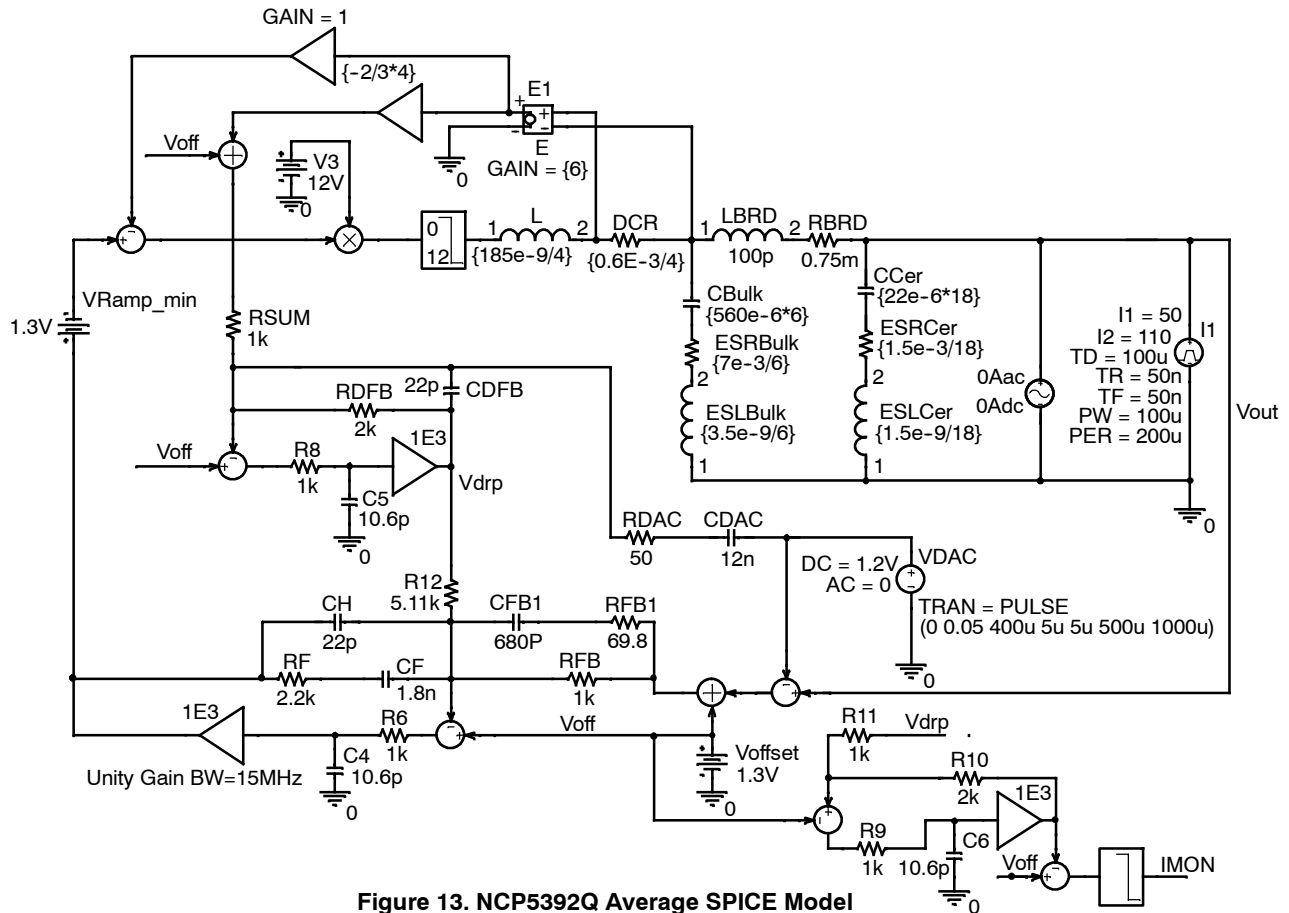 GAIN = 1
{-2/3*4}
E1
+
+
-
-
E
GAIN = {6}
0
Voff
+
V3
12V
+
0
+
-
0
12
L
1
2
{185e-9/4}
DCR
{0.6E-3/4}
LBRD
1
2
100p
RBRD
0.75m
VRamp_min
1.3V
+
RSUM
1k
CBulk
{560e-6*6}
ESRBulk
{7e-3/6}
2
ESLBulk
{3.5e-9/6}
1
CCer
{22e-6*18}
ESRCer
{1.5e-3/18}
2
ESLCer
{1.5e-9/18}
1
0Aac
0Adc
I1 = 50
I2 = 110
TD = 100u
TR = 50n
TF = 50n
PW = 100u
PER = 200u
I1
Vout
0
22p
CDFB
RDFB
2k
Voff
+
-
R8
1k
C5
10.6p
0
1E3
Vdrp
RDAC
50
CDAC
12n
DC = 1.2V
AC = 0
VDAC
+
-
TRAN = PULSE
(0 0.05 400u 5u 5u 500u 1000u)
0
R12
5.11k
CH
22p
CFB1
680P
RFB1
69.8
RF
2.2k
CF
1.8n
RFB
1k
+
-
+
1E3
Unity Gain BW=15MHz
C4
10.6p
0
R6
1k
-
+
Voff
+
Voffset
1.3V
0
R11
1k
Vdrp
R10
2k
+
-
R9
1k
C6
10.6p
0
1E3
Voff
+
-
IMON
Figure 13. NCP5392Q Average SPICE Model